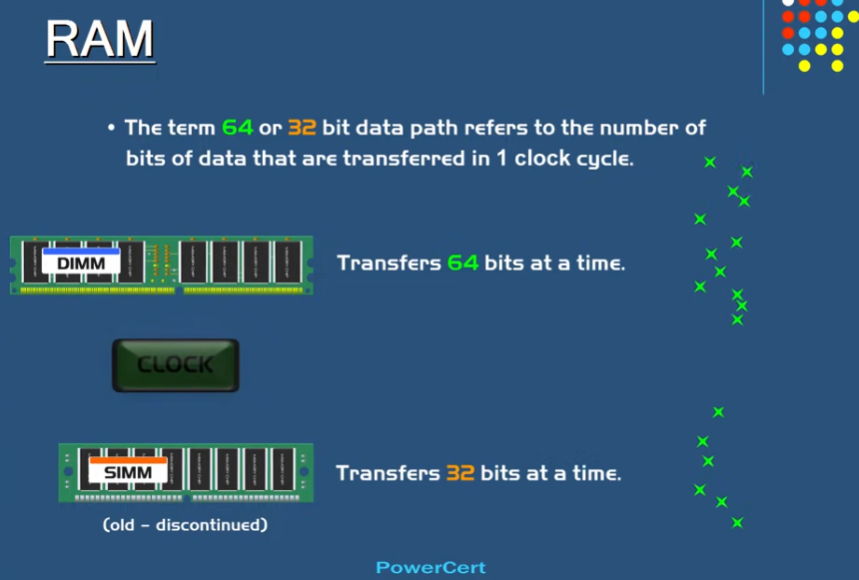 RAM
• The term 64 or 32 bit data path refers to the number of
bits of data that are transferred in 1 clock cycle.
DIMM
Transfers 64 bits at a time.
CLOCK
SIMM
Transfers 32 bits at a time.
(old - discontinued)
PowerCert